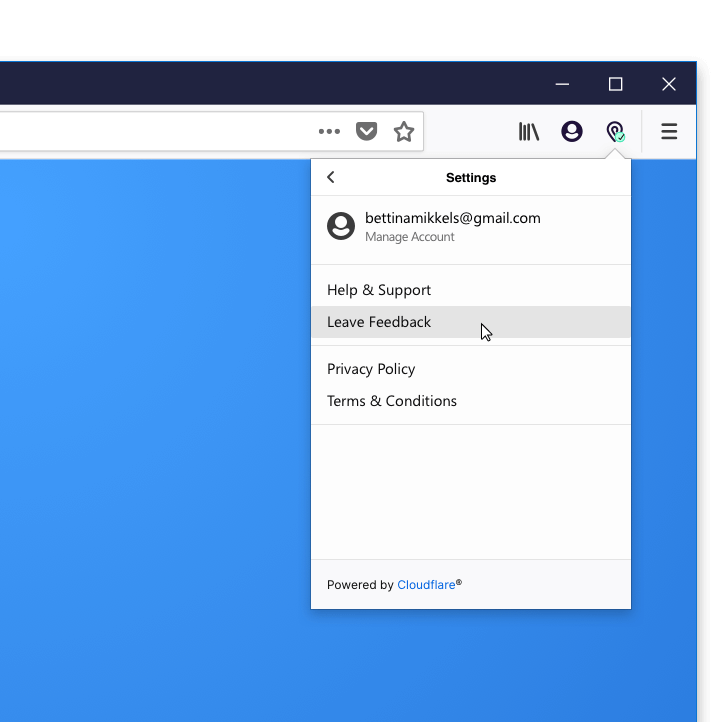 Settings
bettinamikkels@gmail.com
Manage Account
Help & Support
Leave Feedback
Privacy Policy
Terms & Conditions
Powered by Cloudflare®